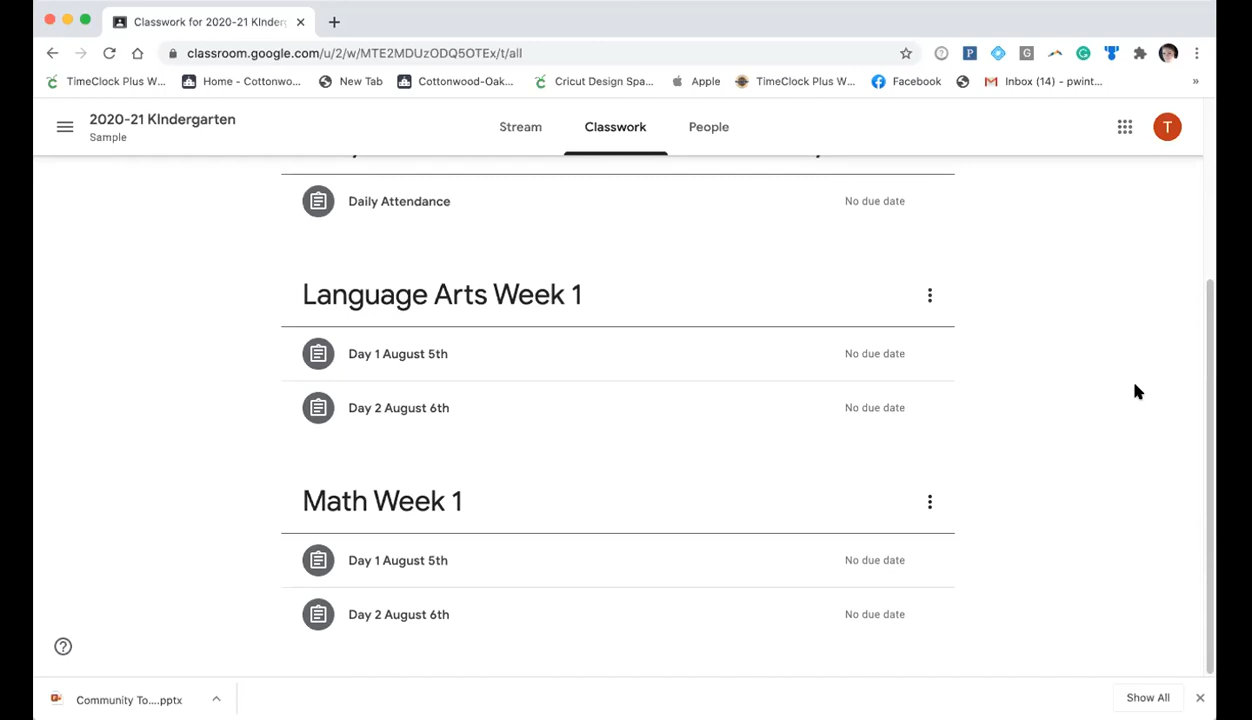 Classwork for 2020-21 KInderg
classroom.google.com/u/2/w/MTE2MDUzODQ5OTEx/t/all
TimeClock Plus W... Home - Cottonwo... New Tab Cottonwood-Oak... Cricut Design Spa... Apple TimeClock Plus W... Facebook Inbox (14) - pwint... »
2020-21 KIndergarten
Sample
Stream Classwork People
T
Daily Attendance No due date
Language Arts Week 1
Day 1 August 5th No due date
Day 2 August 6th No due date
Math Week 1
Day 1 August 5th No due date
Day 2 August 6th No due date
Community To....pptx
Show All